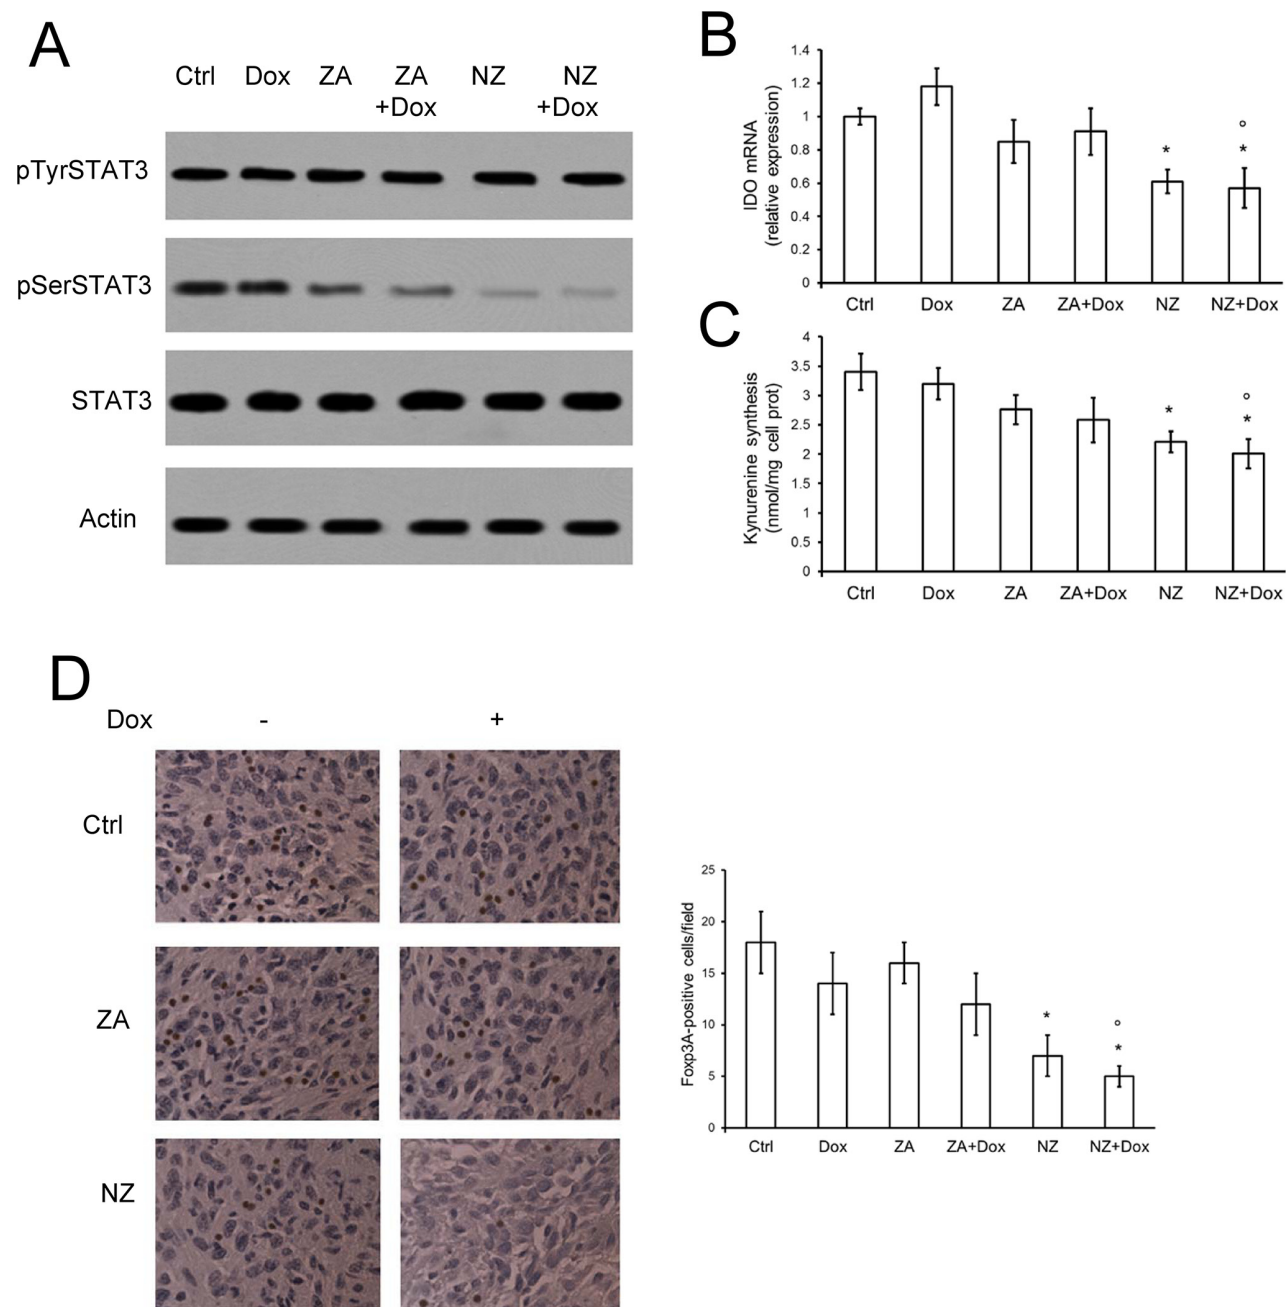 A
Ctrl Dox ZA ZA NZ NZ
+Dox +Dox
pTyrSTAT3
pSerSTAT3
STAT3
Actin
B
IDO mRNA
(relative expression)
1.4
1.2
1
0.8
0.6
0.4
0.2
0
* ° *
Ctrl Dox ZA ZA+Dox NZ NZ+Dox
C
Kynurenine synthesis
(nmol/mg cell prot)
4
3.5
3
2.5
2
1.5
1
0.5
0
* ° *
Ctrl Dox ZA ZA+Dox NZ NZ+Dox
D
Dox - +
Ctrl
ZA
NZ
Foxp3A-positive cells/field
25
20
15
10
5
0
* ° *
Ctrl Dox ZA ZA+Dox NZ NZ+Dox